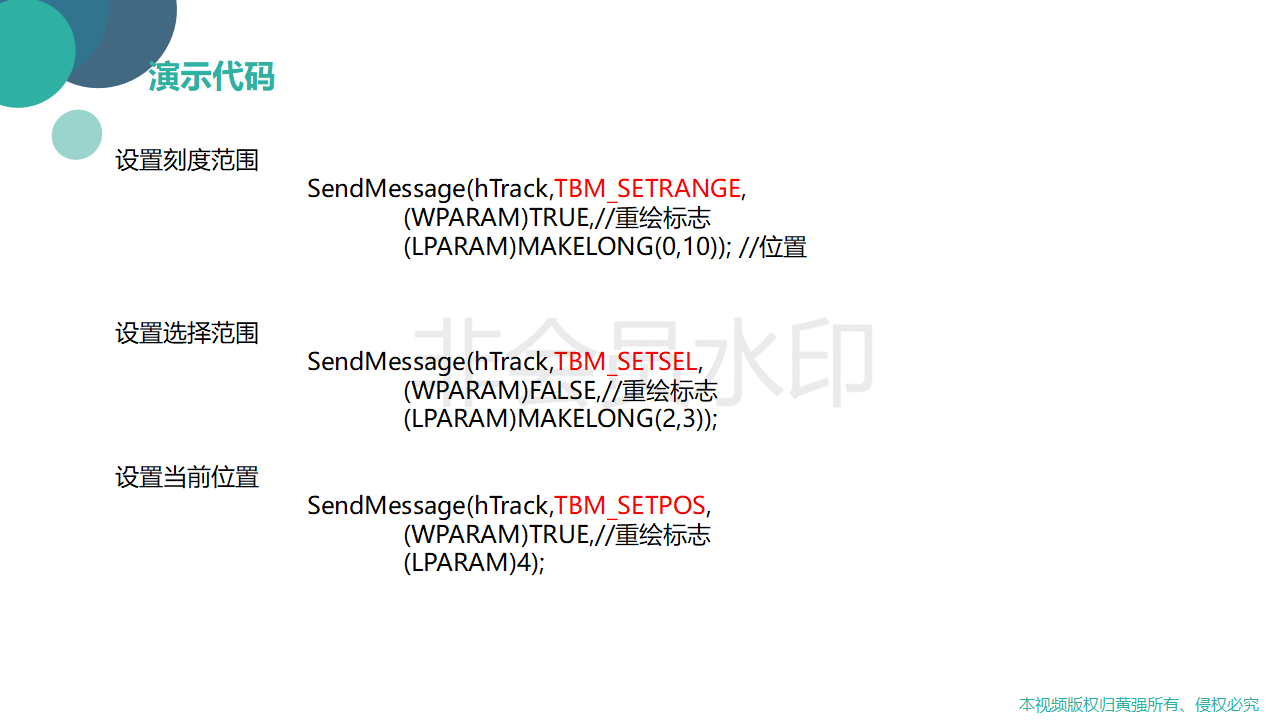 演示代码
设置刻度范围
SendMessage(hTrack,TBM_SETRANGE,
(WPARAM)TRUE,//重绘标志
(LPARAM)MAKELONG(0,10)); //位置
设置选择范围
非会员水印
SendMessage(hTrack,TBM_SETSEL,
(WPARAM)FALSE,//重绘标志
(LPARAM)MAKELONG(2,3));
设置当前位置
SendMessage(hTrack,TBM_SETPOS,
(WPARAM)TRUE,//重绘标志
(LPARAM)4);
本视频版权归黄强所有、侵权必究